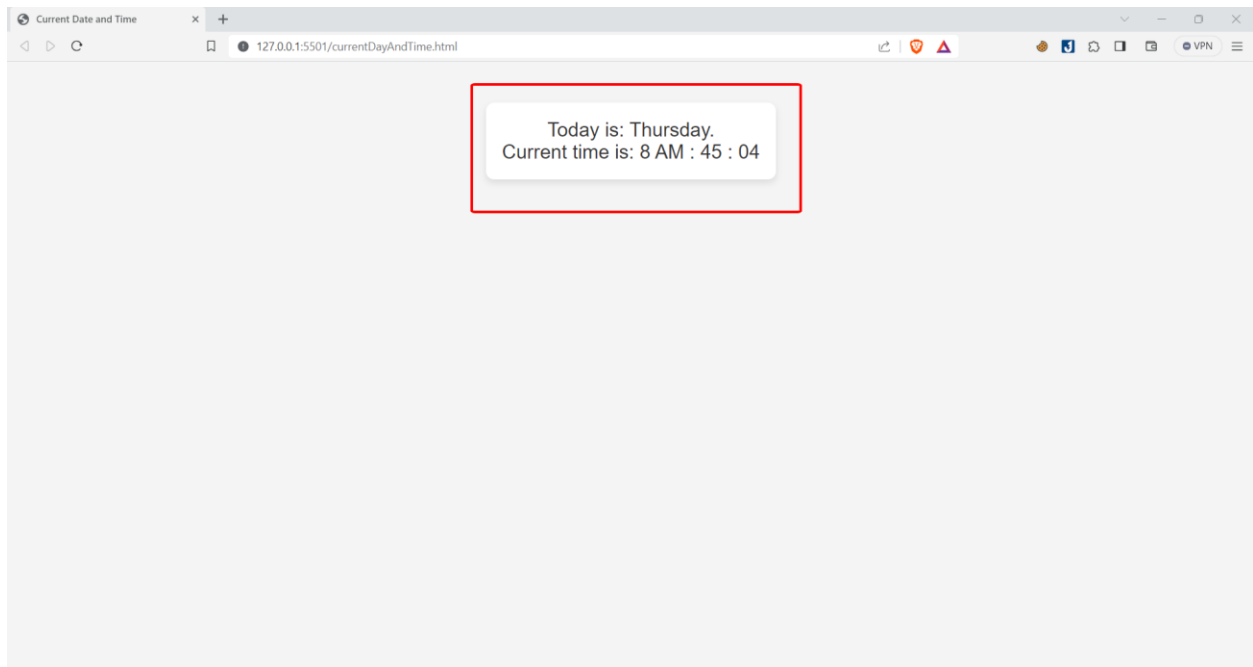 Current Date and Time
127.0.0.1:5501/currentDayAndTime.html
VPN
Today is: Thursday.
Current time is: 8 AM : 45 : 04